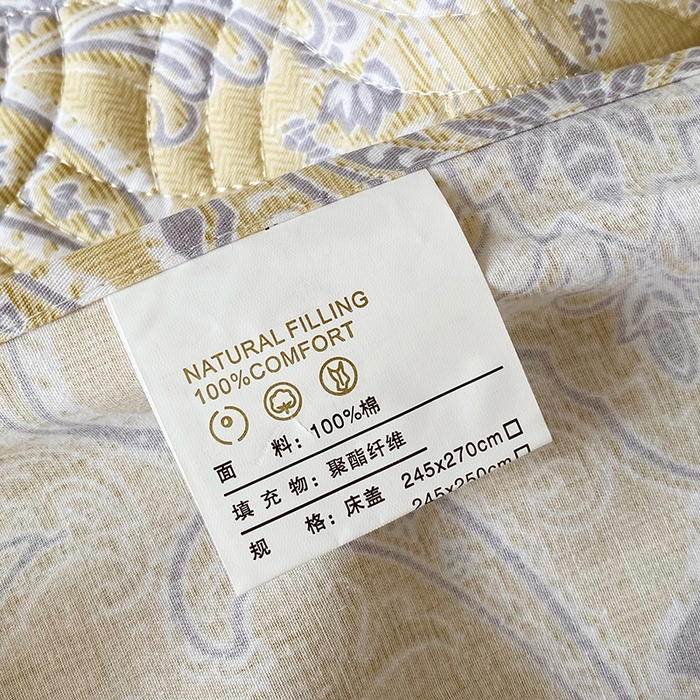 NATURAL FILLING
100%COMFORT
面 料：100%棉
填 充 物：聚酯纤维
规 格：床盖 245x270cm□
245x250cm□